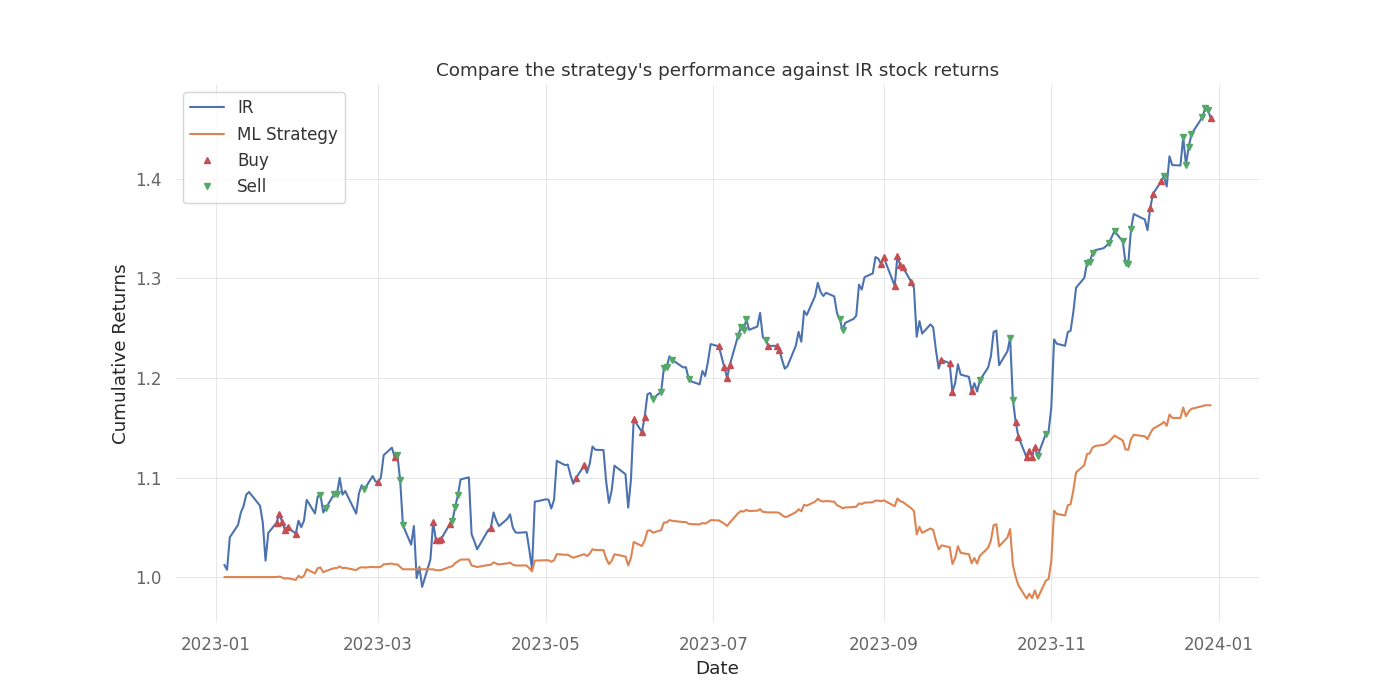 Compare the strategy's performance against IR stock returns
IR
ML Strategy
Buy
Sell
Cumulative Returns
1.4
1.3
1.2
1.1
1.0
2023-01 2023-03 2023-05 2023-07 2023-09 2023-11 2024-01
Date